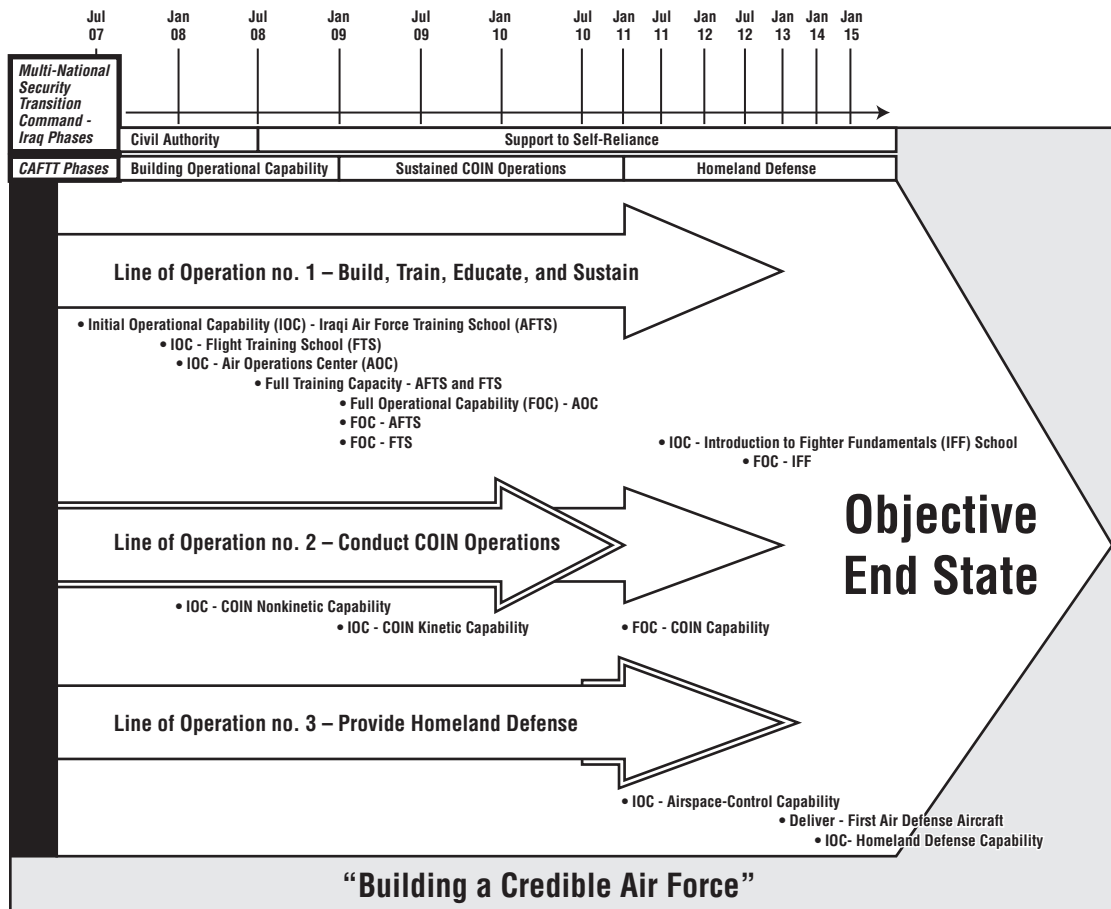 Jul 07
Jan 08
Jul 08
Jan 09
Jul 09
Jan 10
Jul 10
Jan 11
Jul 11
Jan 12
Jul 12
Jan 13
Jan 14
Jan 15
Multi-National
Security
Transition
Command -
Iraq Phases
Civil Authority
Support to Self-Reliance
CAFTT Phases
Building Operational Capability
Sustained COIN Operations
Homeland Defense
Line of Operation no. 1 – Build, Train, Educate, and Sustain
• Initial Operational Capability (IOC) - Iraqi Air Force Training School (AFTS)
• IOC - Flight Training School (FTS)
• IOC - Air Operations Center (AOC)
• Full Training Capacity - AFTS and FTS
• Full Operational Capability (FOC) - AOC
• FOC - AFTS
• FOC - FTS
• IOC - Introduction to Fighter Fundamentals (IFF) School
• FOC - IFF
Line of Operation no. 2 – Conduct COIN Operations
• IOC - COIN Nonkinetic Capability
• IOC - COIN Kinetic Capability
• FOC - COIN Capability
Objective
End State
Line of Operation no. 3 – Provide Homeland Defense
• IOC - Airspace-Control Capability
• Deliver - First Air Defense Aircraft
• IOC- Homeland Defense Capability
“Building a Credible Air Force”